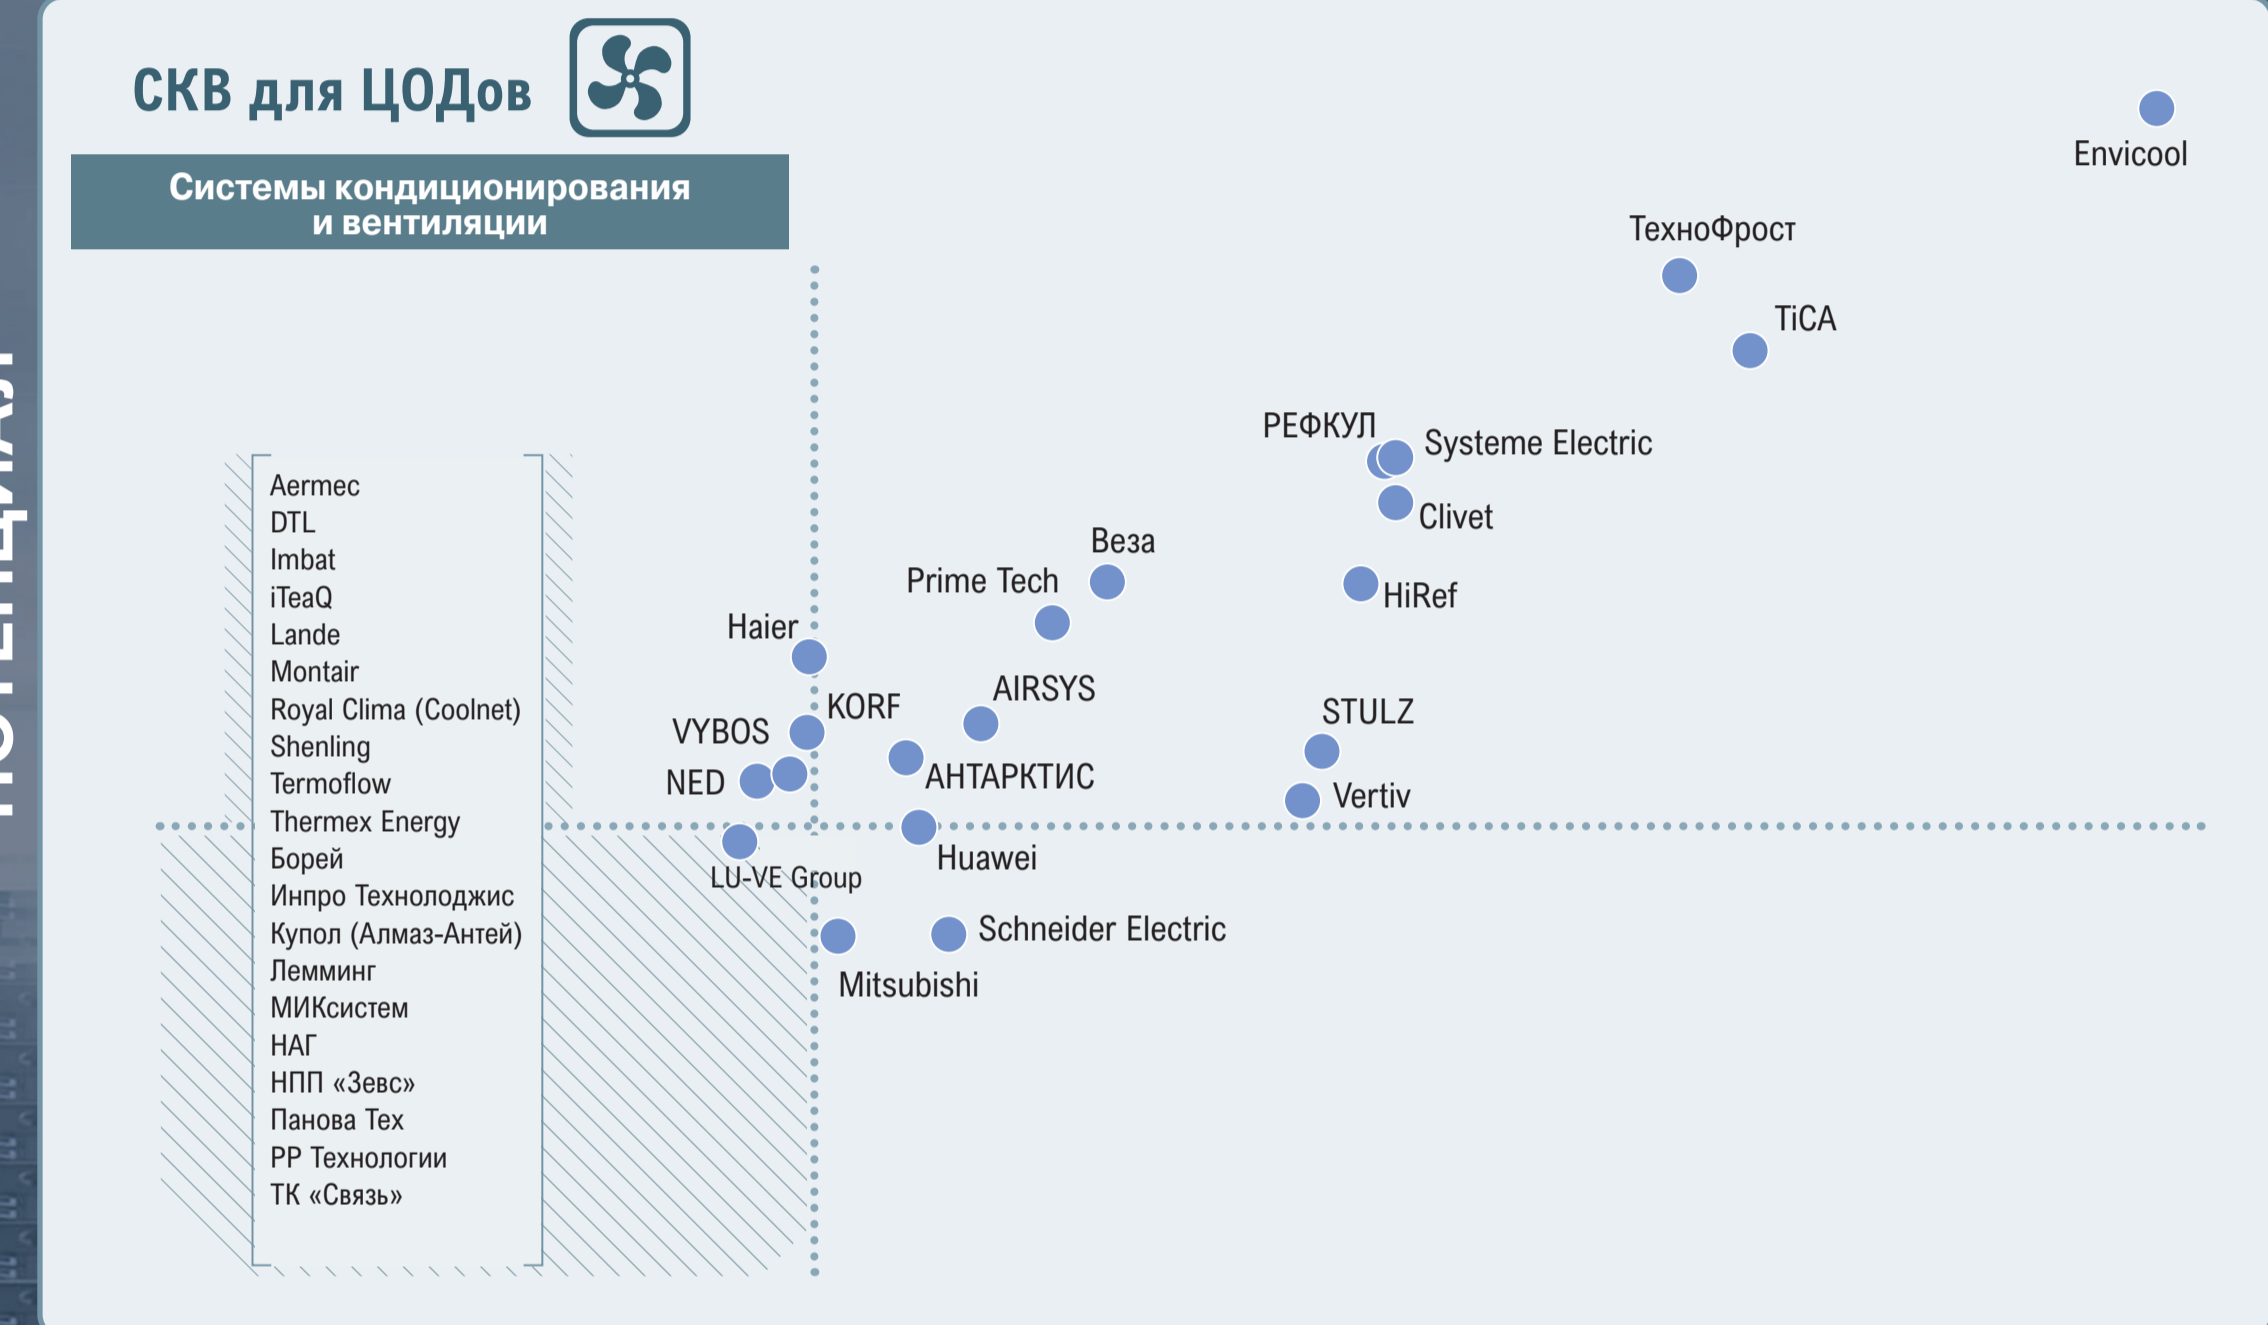 СКВ для ЦОДов
Системы кондиционирования
и вентиляции
ПОТЕНЦИАЛ
Envicool
ТехноФрост
TiCA
РЕФКУЛ
Systeme Electric
Clivet
Веза
Prime Tech
HiRef
Haier
AIRSYS
KORF
STULZ
VYBOS
NED
АНТАРКТИС
Vertiv
Huawei
LU-VE Group
Schneider Electric
Mitsubishi
Aermec
DTL
Imbat
iTeaQ
Lande
Montair
Royal Clima (Coolnet)
Shenling
Termoflow
Thermex Energy
Борей
Инпро Технолоджис
Купол (Алмаз-Антей)
Лемминг
МИКсистем
НАГ
НПП «Зевс»
Панова Тех
РР Технологии
ТК «Связь»